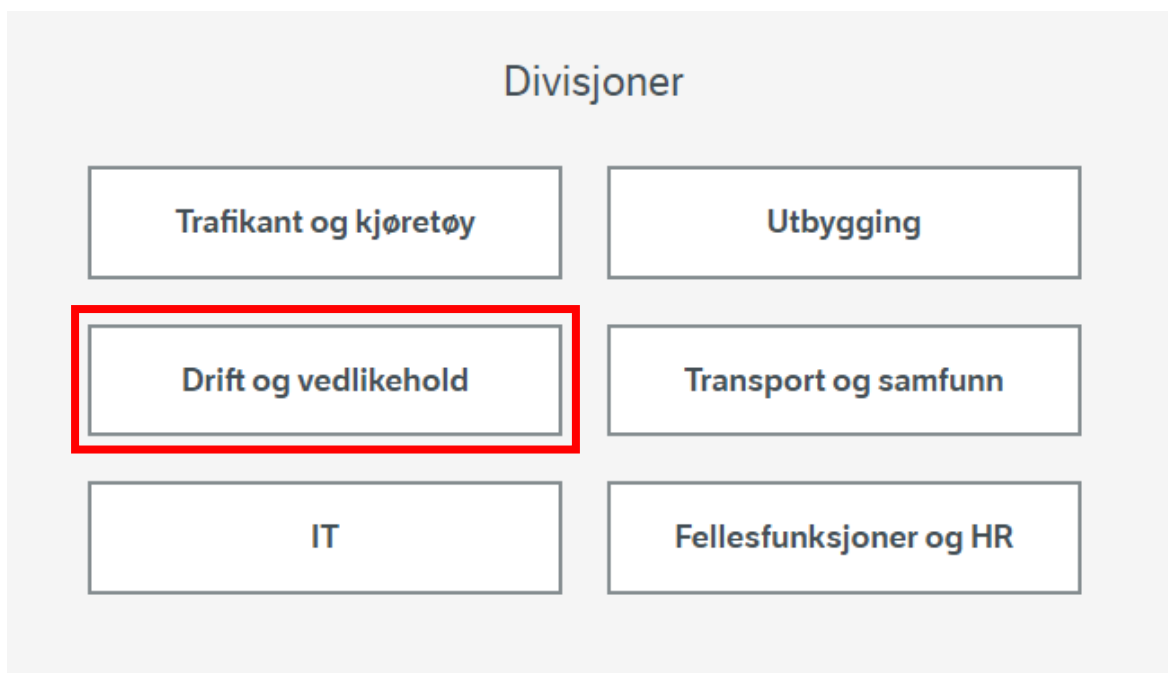 Divisjoner
Trafikant og kjøretøy
Utbygging
Drift og vedlikehold
Transport og samfunn
IT
Fellesfunksjoner og HR